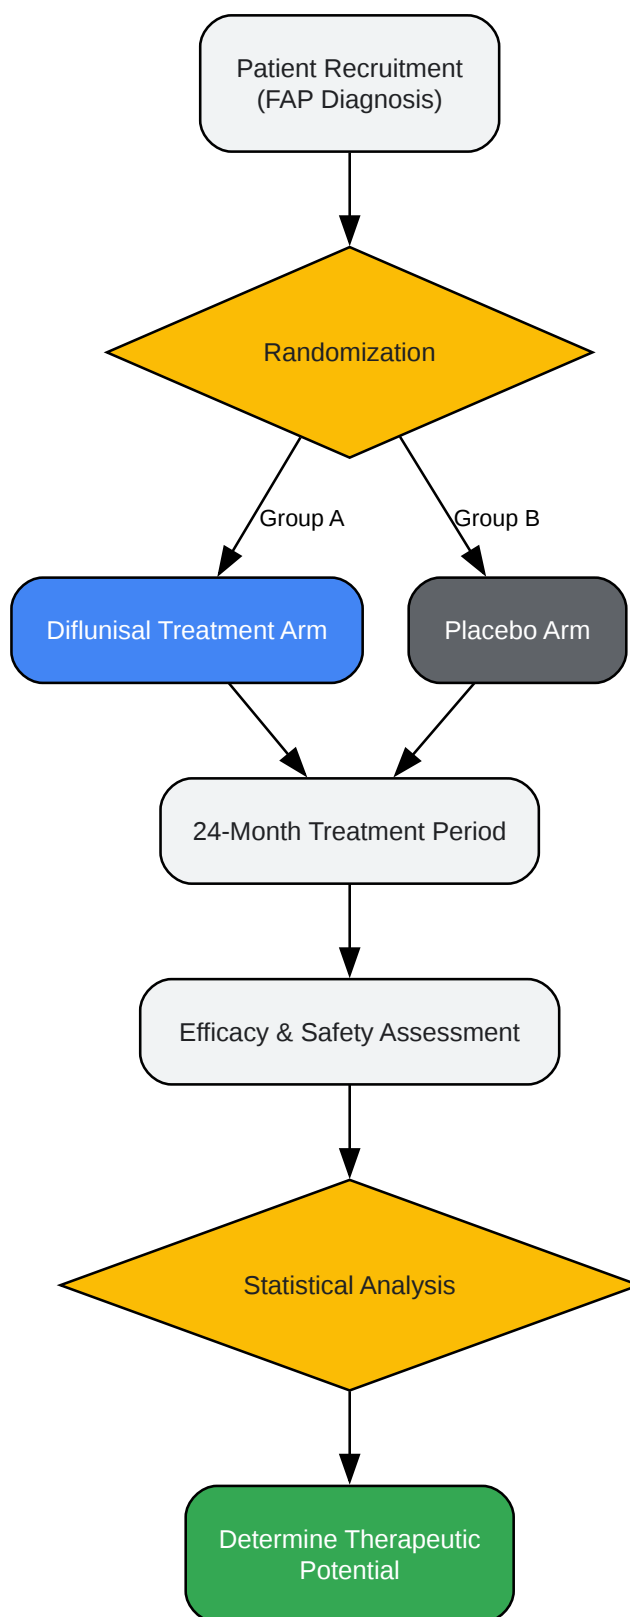 Patient Recruitment
(FAP Diagnosis)
Randomization
Group A
Group B
Diflunisal Treatment Arm
Placebo Arm
24-Month Treatment Period
Efficacy & Safety Assessment
Statistical Analysis
Determine Therapeutic
Potential